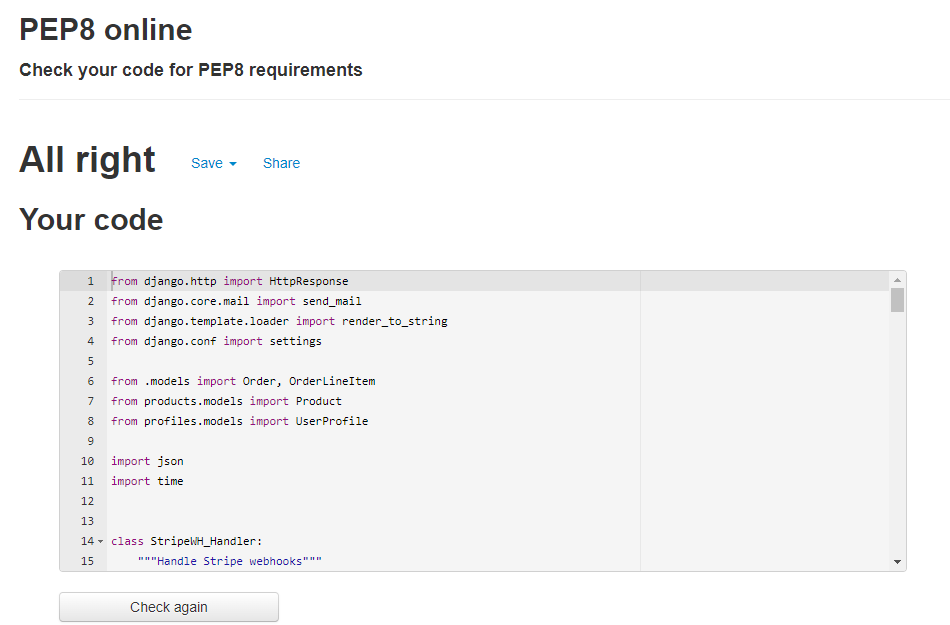 PEP8 online
Check your code for PEP8 requirements
All right Save Share
Your code
1 from django.http import HttpResponse
2 from django.core.mail import send_mail
3 from django.template.loader import render_to_string
4 from django.conf import settings
5
6 from .models import Order, OrderLineItem
7 from products.models import Product
8 from profiles.models import UserProfile
9
10 import json
11 import time
12
13
14 class StripeWH_Handler:
15     """Handle Stripe webhooks"""
Check again